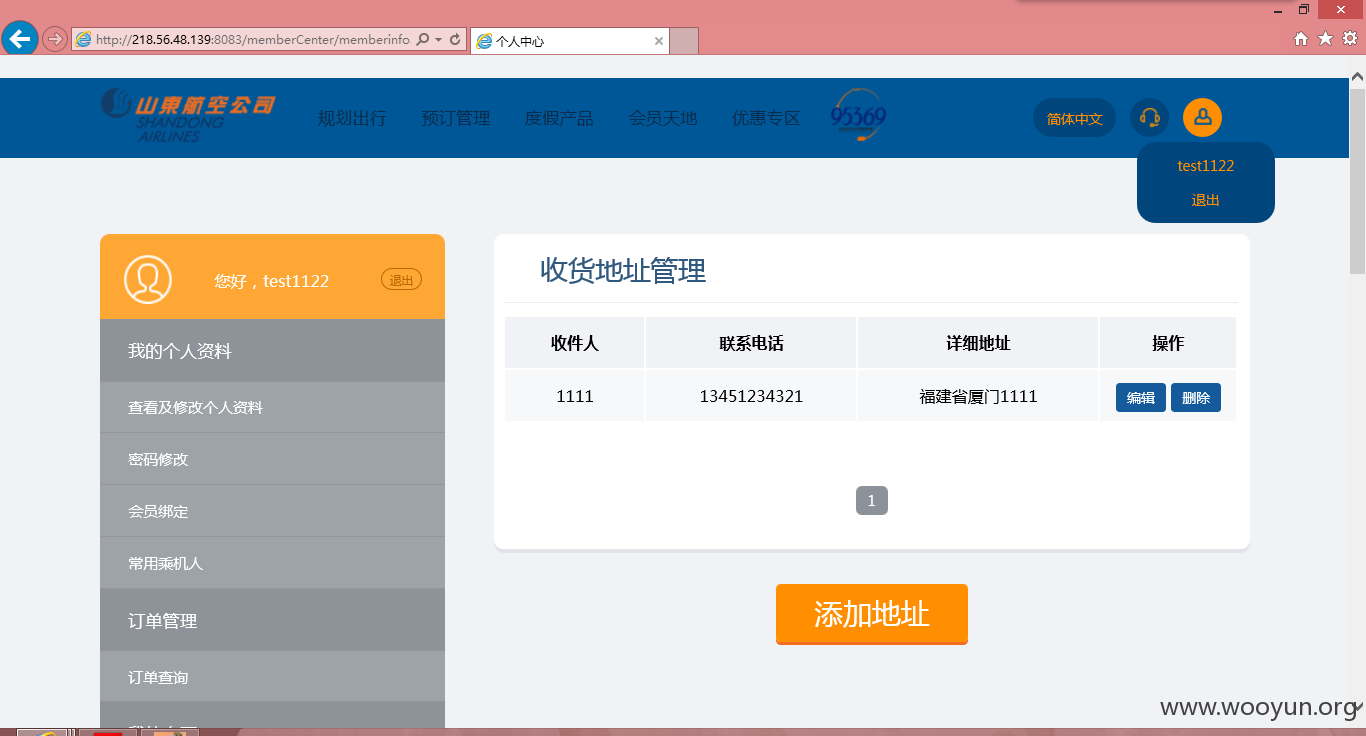 http://218.56.48.139:8083/memberCenter/memberinfo
个人中心
山東航空公司
SHANDONG
AIRLINES
规划出行
预订管理
度假产品
会员天地
优惠专区
95369
简体中文
test1122
退出
您好，test1122
退出
我的个人资料
查看及修改个人资料
密码修改
会员绑定
常用乘机人
订单管理
订单查询
收货地址管理
收件人 联系电话 详细地址 操作
1111 13451234321 福建省厦门1111 编辑 删除
1
添加地址
www.wooyun.org